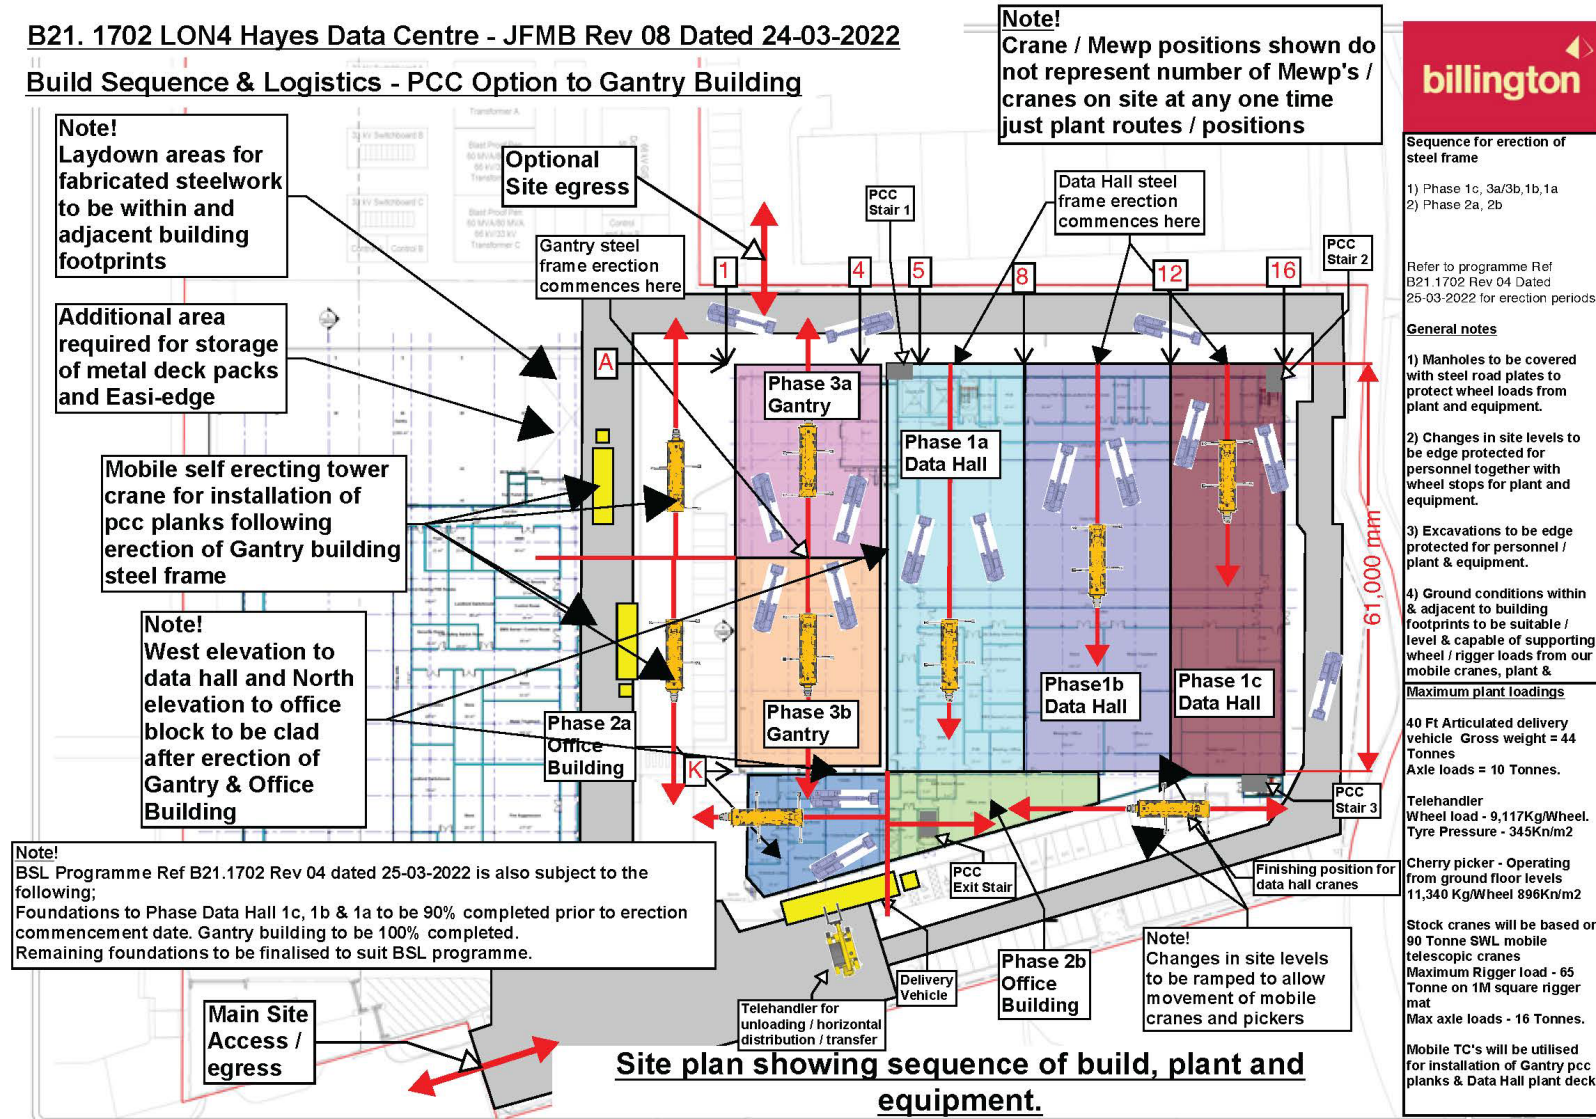 B21. 1702 LON4 Hayes Data Centre - JFMB Rev 08 Dated 24-03-2022
Build Sequence & Logistics - PCC Option to Gantry Building
Note!
Crane / Mewp positions shown do
not represent number of Mewp's /
cranes on site at any one time
just plant routes / positions
billington
Note!
Laydown areas for
fabricated steelwork
to be within and
adjacent building
footprints
Additional area
required for storage
of metal deck packs
and Easi-edge
Mobile self erecting tower
crane for installation of
pcc planks following
erection of Gantry building
steel frame
Note!
West elevation to
data hall and North
elevation to office
block to be clad
after erection of
Gantry & Office
Building
Transformer A
33 kV Switchboard B
33 kV Switchboard C
Transformer C
Optional
Site egress
Gantry steel
frame erection
commences here
PCC
Stair 1
Data Hall steel
frame erection
commences here
PCC
Stair 2
1
4
5
8
12
16
A
K
Phase 3a
Gantry
Phase 1a
Data Hall
Phase 3b
Gantry
Phase1b
Data Hall
Phase 1c
Data Hall
61,000 mm
Phase 2a
Office
Building
PCC
Stair 3
PCC
Exit Stair
Finishing position for
data hall cranes
Note!
BSL Programme Ref B21.1702 Rev 04 dated 25-03-2022 is also subject to the
following;
Foundations to Phase Data Hall 1c, 1b & 1a to be 90% completed prior to erection
commencement date. Gantry building to be 100% completed.
Remaining foundations to be finalised to suit BSL programme.
Main Site
Access /
egress
Telehandler for
unloading / horizontal
distribution / transfer
Delivery
Vehicle
Phase 2b
Office
Building
Note!
Changes in site levels
to be ramped to allow
movement of mobile
cranes and pickers
Site plan showing sequence of build, plant and
equipment.
Sequence for erection of
steel frame
1) Phase 1c, 3a/3b,1b,1a
2) Phase 2a, 2b
Refer to programme Ref
B21.1702 Rev 04 Dated
25-03-2022 for erection periods
General notes
1) Manholes to be covered
with steel road plates to
protect wheel loads from
plant and equipment.
2) Changes in site levels to
be edge protected for
personnel together with
wheel stops for plant and
equipment.
3) Excavations to be edge
protected for personnel /
plant & equipment.
4) Ground conditions within
& adjacent to building
footprints to be suitable /
level & capable of supporting
wheel / rigger loads from our
mobile cranes, plant &
Maximum plant loadings
40 Ft Articulated delivery
vehicle Gross weight = 44
Tonnes
Axle loads = 10 Tonnes.
Telehandler
Wheel load - 9,117Kg/Wheel.
Tyre Pressure - 345Kn/m2
Cherry picker - Operating
from ground floor levels
11,340 Kg/Wheel 896Kn/m2
Stock cranes will be based on
90 Tonne SWL mobile
telescopic cranes
Maximum Rigger load - 65
Tonne on 1M square rigger
mat
Max axle loads - 16 Tonnes.
Mobile TC's will be utilised
for installation of Gantry pcc
planks & Data Hall plant deck